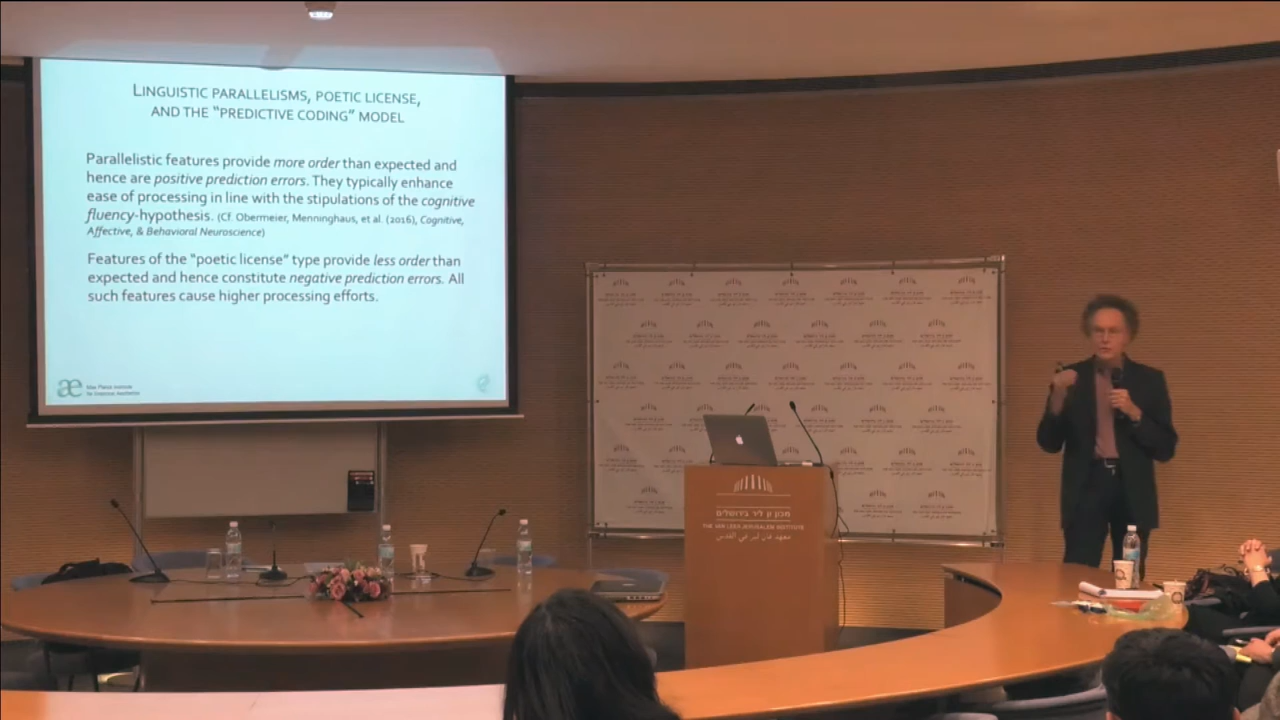 LINGUISTIC PARALLELISMS, POETIC LICENSE,
AND THE "PREDICTIVE CODING" MODEL
Parallelistic features provide more order than expected and
hence are positive prediction errors. They typically enhance
ease of processing in line with the stipulations of the cognitive
fluency-hypothesis. (Cf. Obermeier, Menninghaus, et al. (2016), Cognitive,
Affective, & Behavioral Neuroscience)
Features of the "poetic license" type provide less order than
expected and hence constitute negative prediction errors. All
such features cause higher processing efforts.
æ
Max Planck Institute
for Empirical Aesthetics
מכון ון ליר בירושלים
THE VAN LEER JERUSALEM INSTITUTE
معهد فان لير في القدس